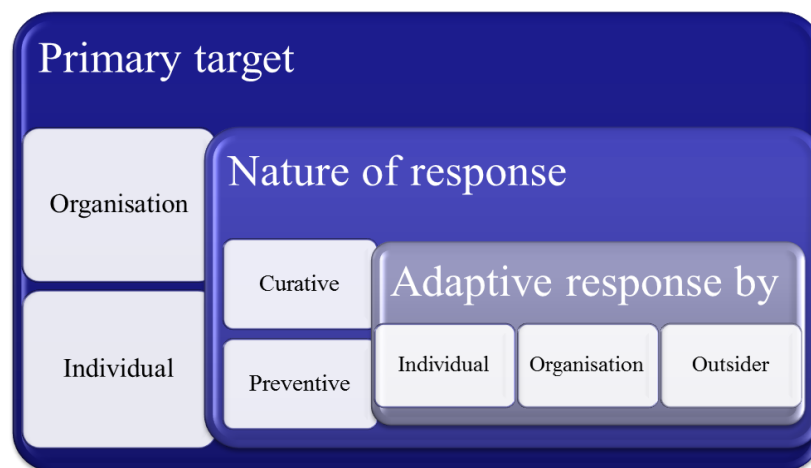 Primary target
Organisation
Individual
Nature of response
Curative
Preventive
Adaptive response by
Individual
Organisation
Outsider